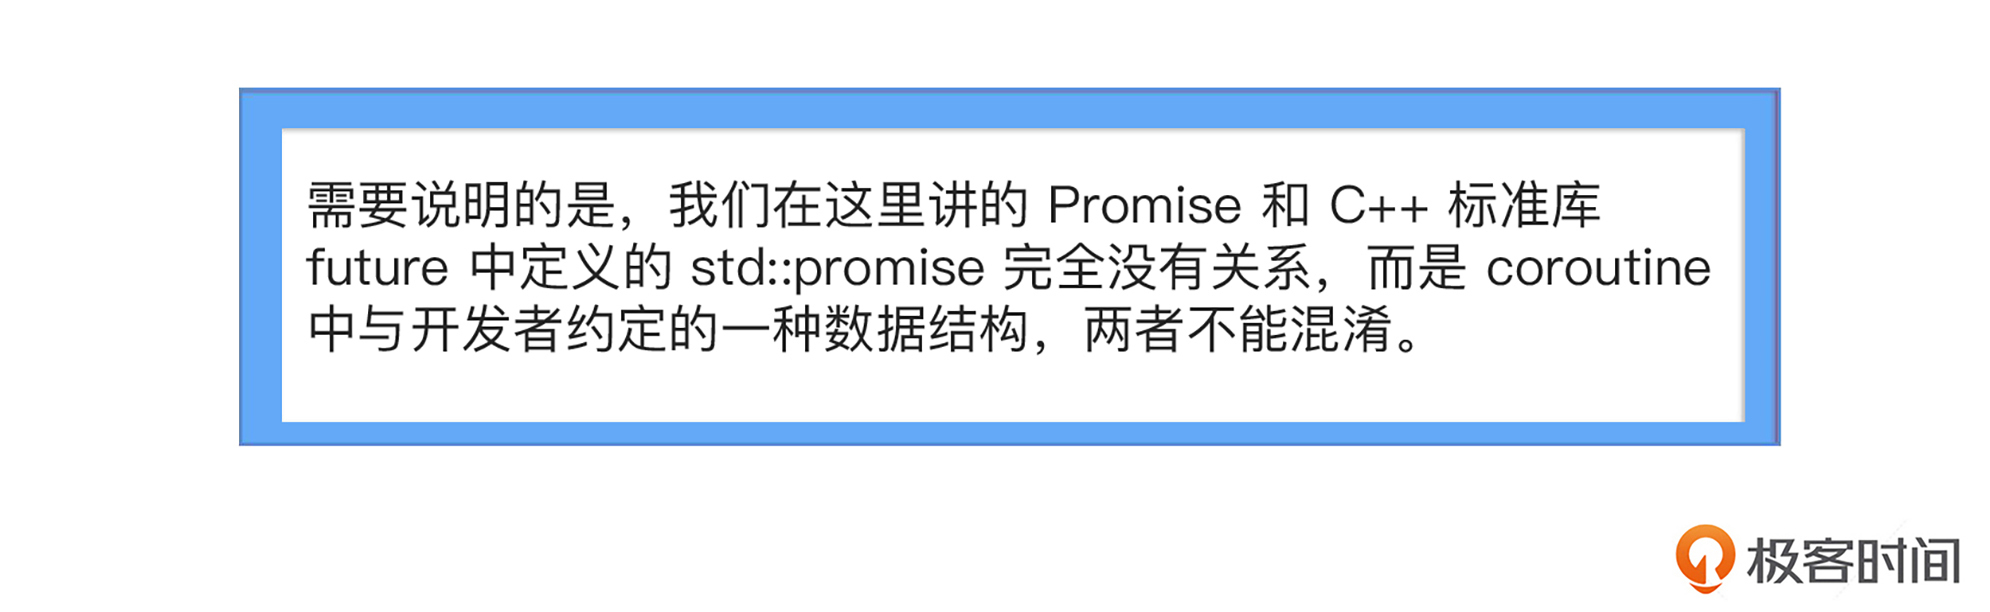 需要说明的是，我们在这里讲的 Promise 和 C++ 标准库
future 中定义的 std::promise 完全没有关系，而是 coroutine
中与开发者约定的一种数据结构，两者不能混淆。
极客时间